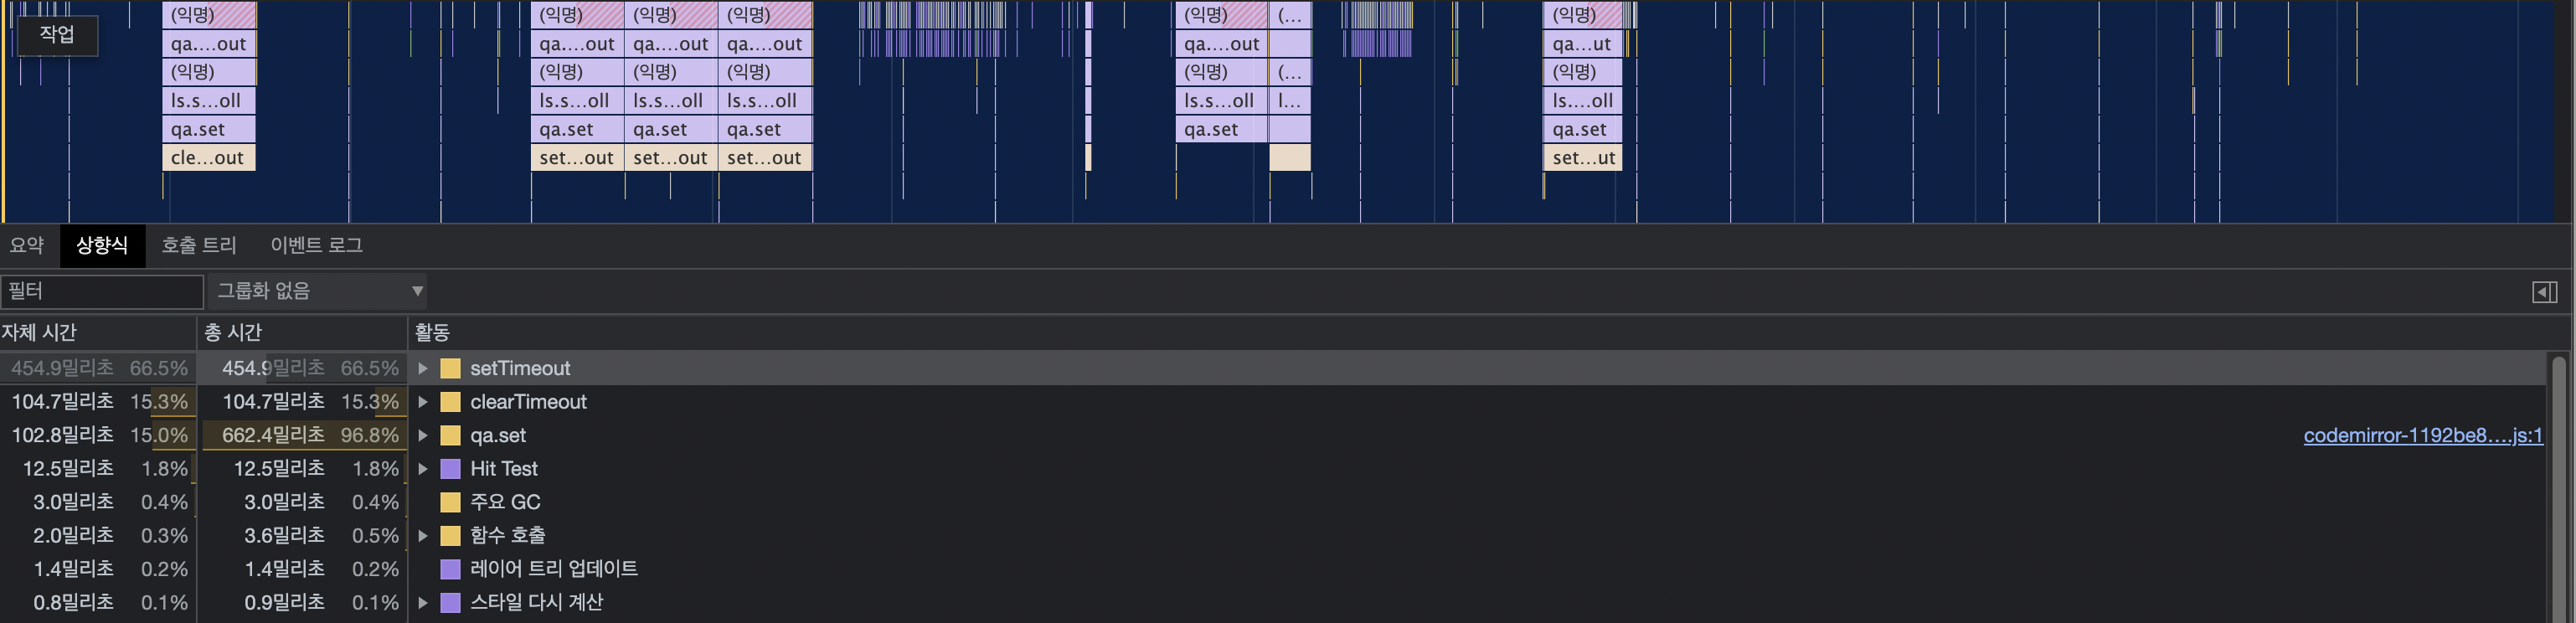 (익명) (익명) (익명) (익명) (익명) (... (익명)
작업
qa....out qa....out qa....out qa....out qa....out qa...ut
(익명) (익명) (익명) (익명) (익명) (... (익명)
ls.s...oll ls.s...oll ls.s...oll ls.s...oll ls.s...oll l... ls....oll
qa.set qa.set qa.set qa.set qa.set qa.set
cle...out set...out set...out set...out set...ut
요약 상향식 호출 트리 이벤트 로그
필터 그룹화 없음
자체 시간 총 시간 활동
454.9밀리초 66.5% 454.9밀리초 66.5% setTimeout
104.7밀리초 15.3% 104.7밀리초 15.3% clearTimeout
102.8밀리초 15.0% 662.4밀리초 96.8% qa.set codemirror-1192be8....js:1
12.5밀리초 1.8% 12.5밀리초 1.8% Hit Test
3.0밀리초 0.4% 3.0밀리초 0.4% 주요 GC
2.0밀리초 0.3% 3.6밀리초 0.5% 함수 호출
1.4밀리초 0.2% 1.4밀리초 0.2% 레이어 트리 업데이트
0.8밀리초 0.1% 0.9밀리초 0.1% 스타일 다시 계산